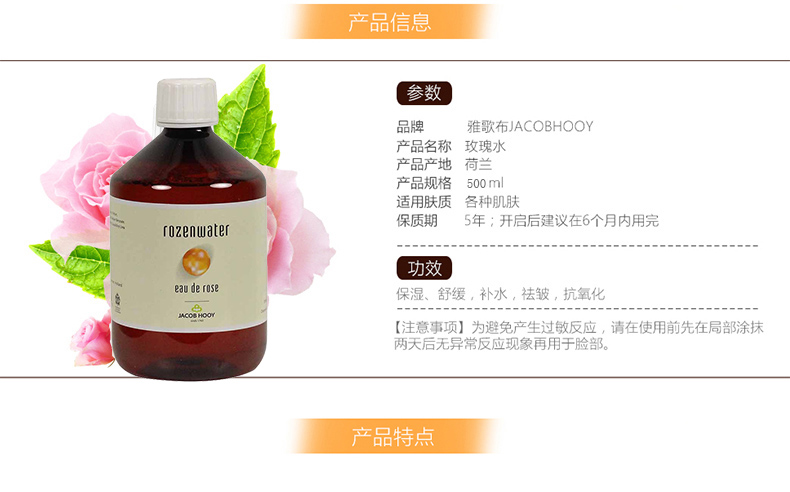 产品信息
参数
品牌 雅歌布JACOBHOOY
产品名称 玫瑰水
产品产地 荷兰
产品规格 500 ml
适用肤质 各种肌肤
保质期 5年；开启后建议在6个月内用完
功效
保湿、舒缓，补水，祛皱，抗氧化
【注意事项】为避免产生过敏反应，请在使用前先在局部涂抹
两天后无异常反应现象再用于脸部。
rozenwater
eau de rose
JACOB HOOY
产品特点